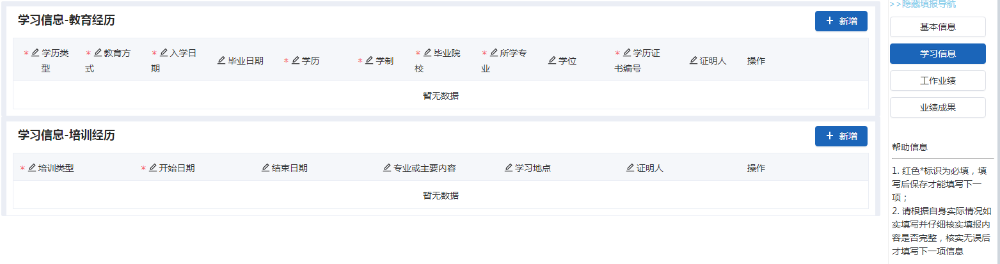 学习信息-教育经历
+ 新增
* 学历类型
* 教育方式
* 入学日期
毕业日期
* 学历
* 学制
* 毕业院校
* 所学专业
学位
* 学历证书编号
证明人
操作
暂无数据
学习信息-培训经历
+ 新增
* 培训类型
* 开始日期
结束日期
专业或主要内容
学习地点
证明人
操作
暂无数据
>>隐藏填报导航
基本信息
学习信息
工作业绩
业绩成果
帮助信息
1. 红色*标识为必填，填
写后保存才能填写下一
项；
2. 请根据自身实际情况如
实填写并仔细核实填报内
容是否完整，核实无误后
才填写下一项信息